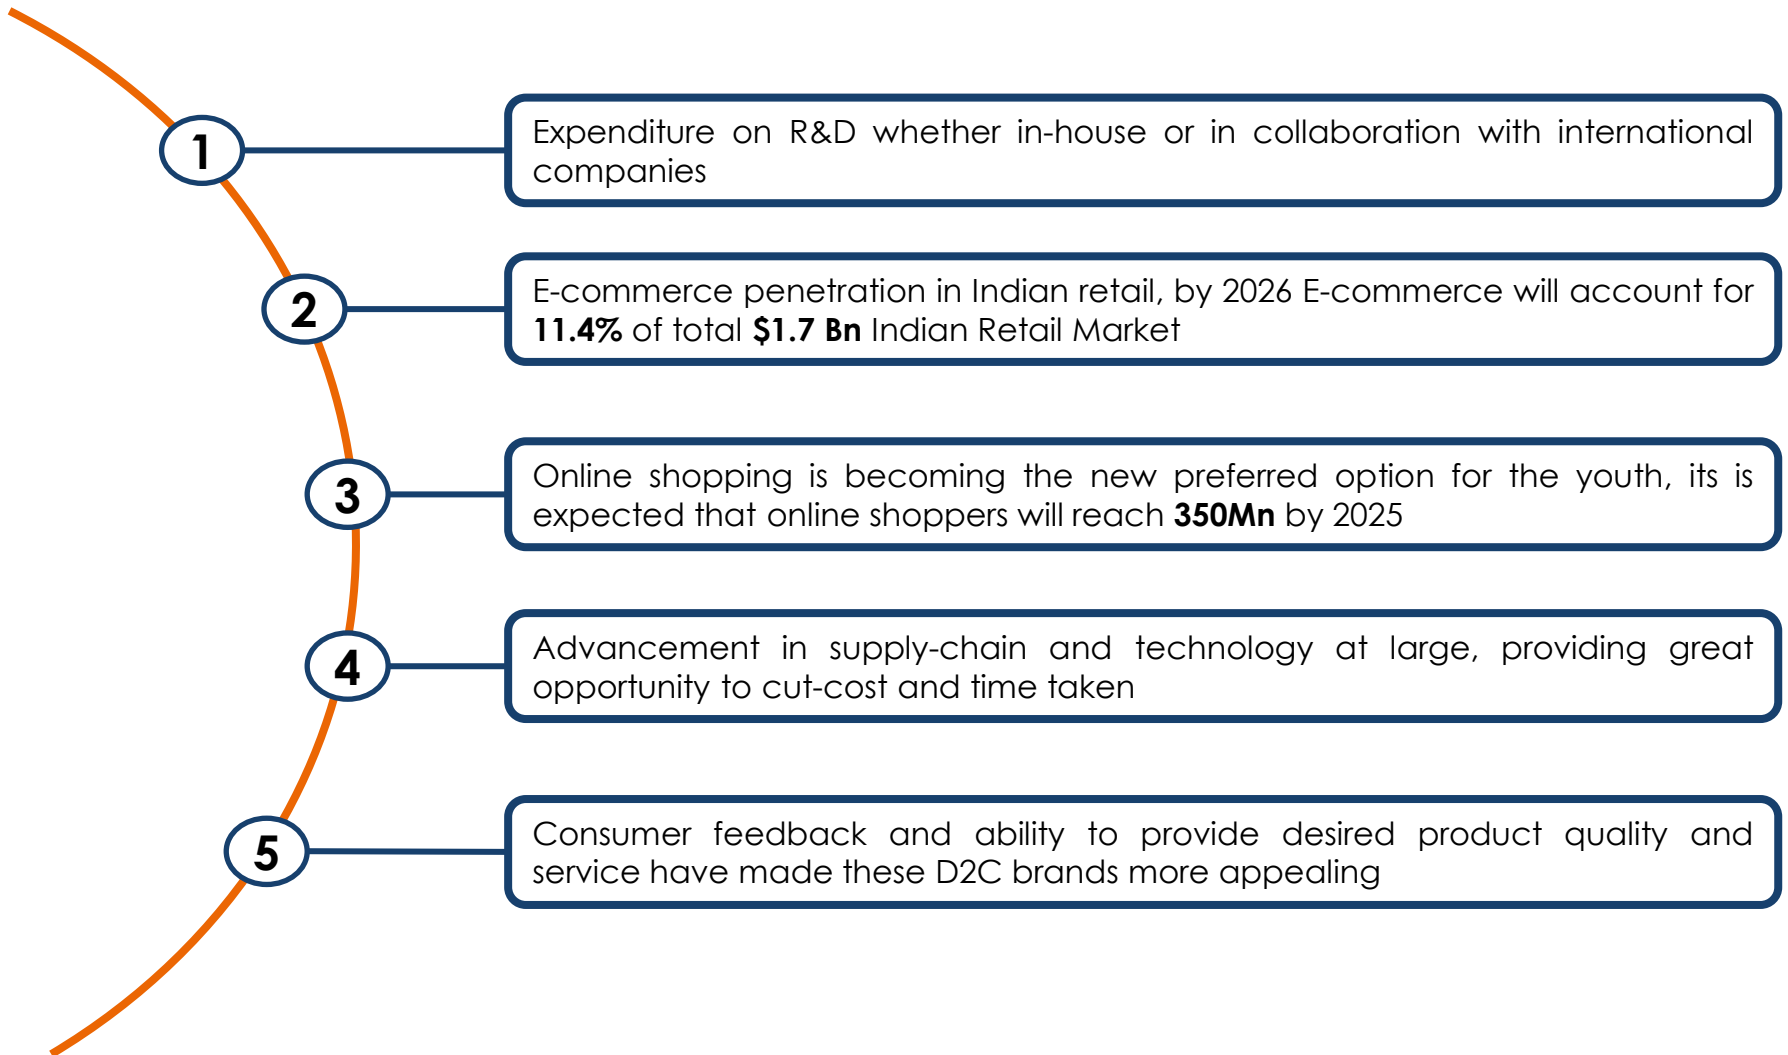 1
Expenditure on R&D whether in-house or in collaboration with international
companies
2
E-commerce penetration in Indian retail, by 2026 E-commerce will account for
11.4% of total $1.7 Bn Indian Retail Market
3
Online shopping is becoming the new preferred option for the youth, its is
expected that online shoppers will reach 350Mn by 2025
4
Advancement in supply-chain and technology at large, providing great
opportunity to cut-cost and time taken
5
Consumer feedback and ability to provide desired product quality and
service have made these D2C brands more appealing